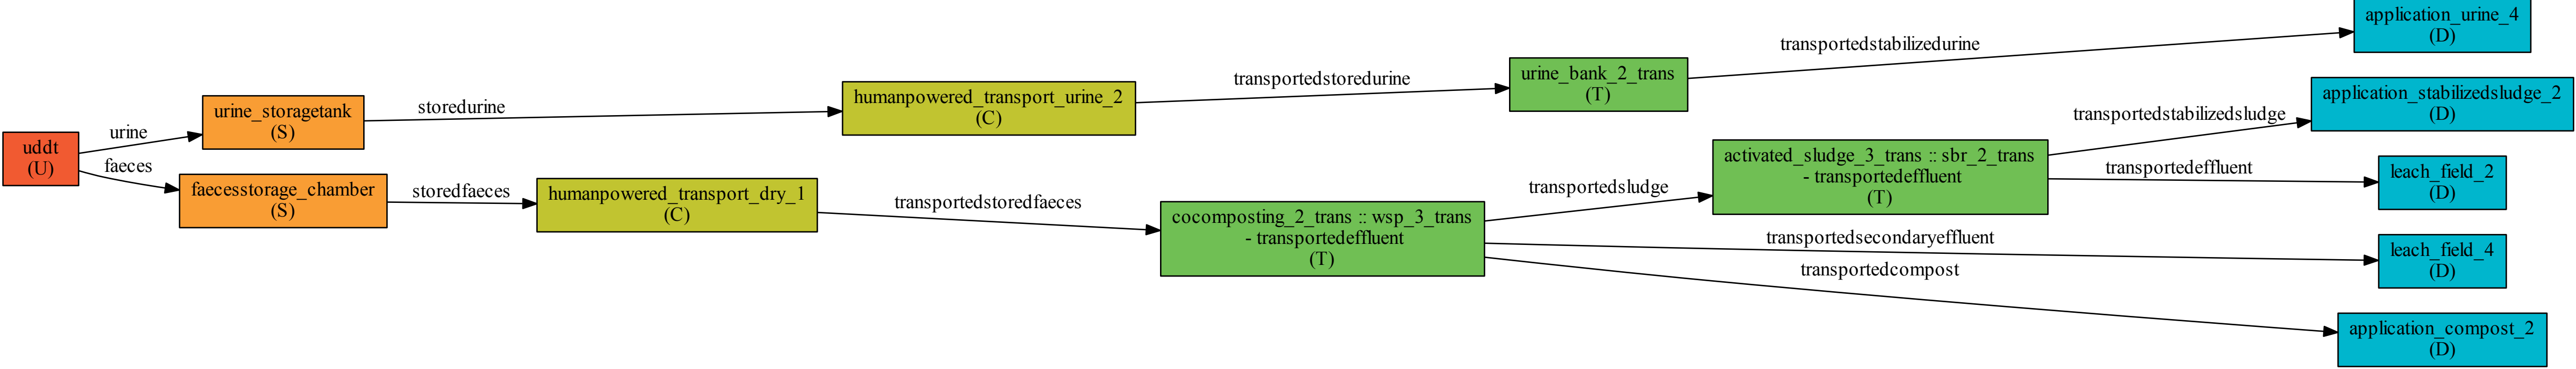 uddt
(U)
urine
faeces
urine_storagetank
(S)
faecesstorage_chamber
(S)
storedurine
storedfaeces
humanpowered_transport_urine_2
(C)
humanpowered_transport_dry_1
(C)
transportedstoredurine
transportedstoredfaeces
urine_bank_2_trans
(T)
cocomposting_2_trans :: wsp_3_trans
- transportedeffluent
(T)
transportedsludge
activated_sludge_3_trans :: sbr_2_trans
- transportedeffluent
(T)
transportedstabilizedurine
transportedstabilizedsludge
transportedeffluent
transportedsecondaryeffluent
transportedcompost
application_urine_4
(D)
application_stabilizedsludge_2
(D)
leach_field_2
(D)
leach_field_4
(D)
application_compost_2
(D)